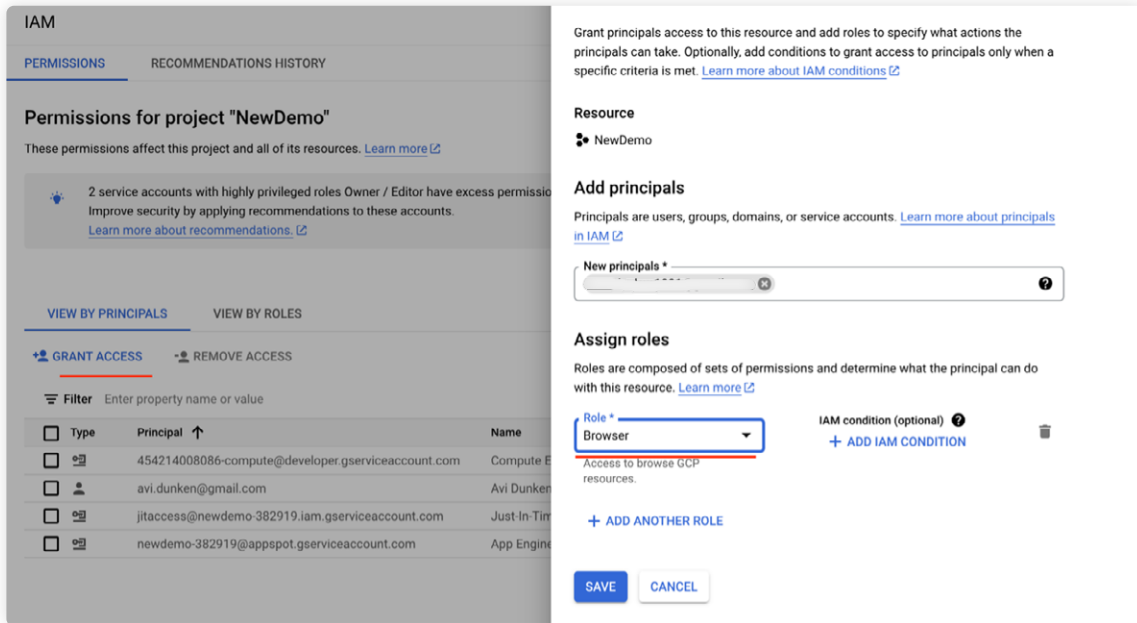 IAM
PERMISSIONS
RECOMMENDATIONS HISTORY
Permissions for project "NewDemo"
These permissions affect this project and all of its resources. Learn more
2 service accounts with highly privileged roles Owner / Editor have excess permissio
Improve security by applying recommendations to these accounts.
Learn more about recommendations.
VIEW BY PRINCIPALS
VIEW BY ROLES
GRANT ACCESS
REMOVE ACCESS
Filter Enter property name or value
Type Principal Name
454214008086-compute@developer.gserviceaccount.com Compute E
avi.dunken@gmail.com Avi Dunken
jitaccess@newdemo-382919.iam.gserviceaccount.com Just-In-Tim
newdemo-382919@appspot.gserviceaccount.com App Engine
Grant principals access to this resource and add roles to specify what actions the
principals can take. Optionally, add conditions to grant access to principals only when a
specific criteria is met. Learn more about IAM conditions
Resource
NewDemo
Add principals
Principals are users, groups, domains, or service accounts. Learn more about principals
in IAM
New principals *
Assign roles
Roles are composed of sets of permissions and determine what the principal can do
with this resource. Learn more
Role *
Browser
Access to browse GCP
resources.
IAM condition (optional)
+ ADD IAM CONDITION
+ ADD ANOTHER ROLE
SAVE
CANCEL